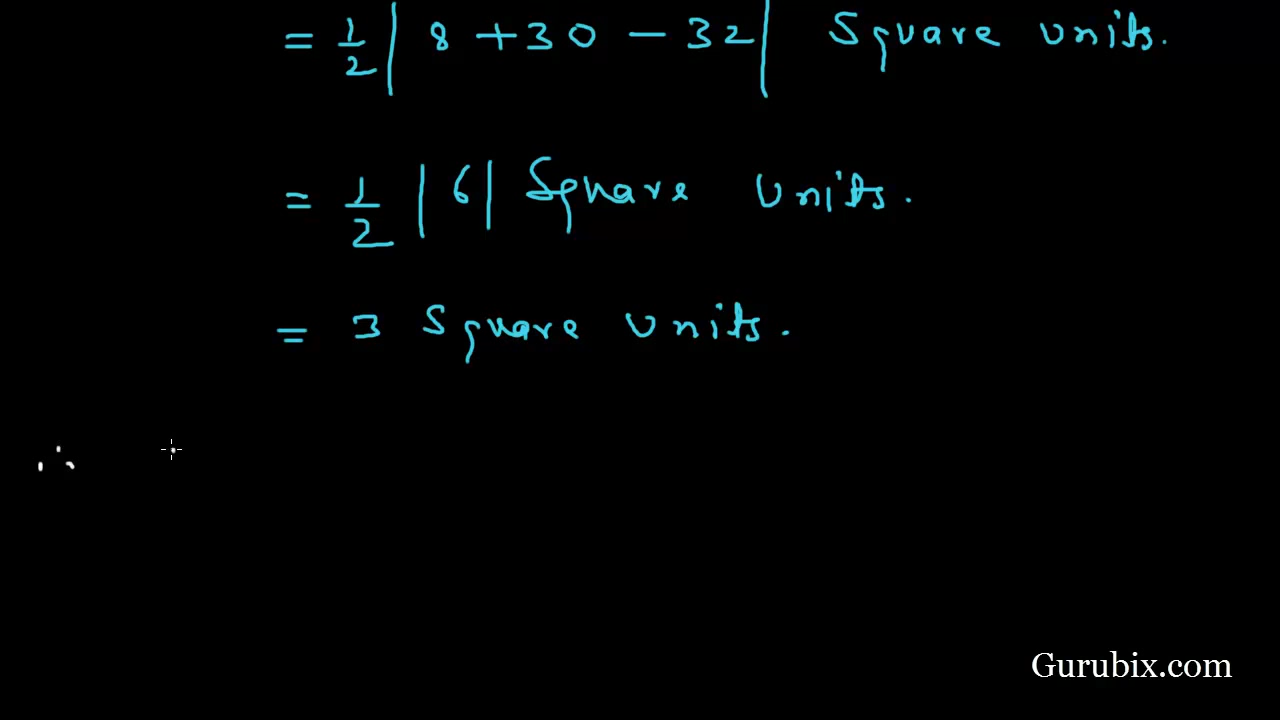 = 1/2 | 8 + 30 - 32 | Square units.
= 1/2 | 6 | Square units.
= 3 Square units.
∴
Gurubix.com